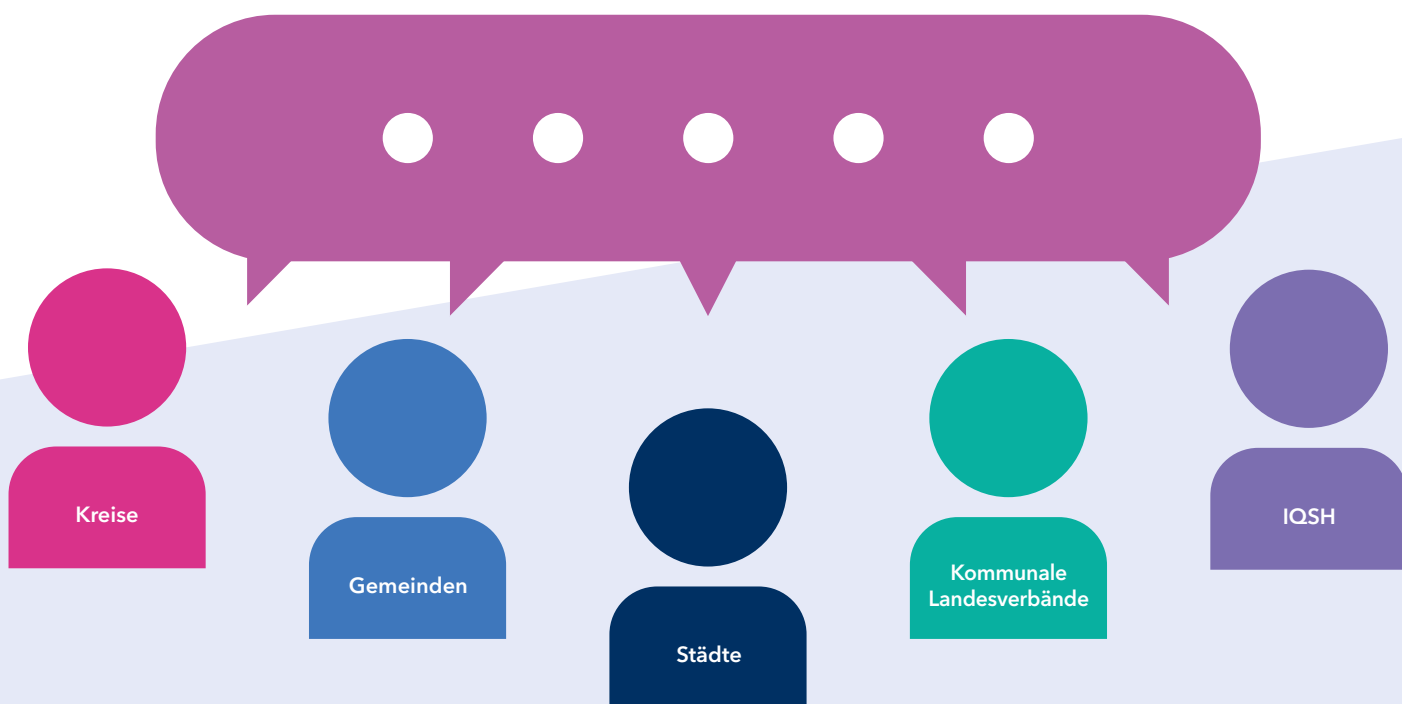 Kreise
Gemeinden
Städte
Kommunale
Landesverbände
IQSH